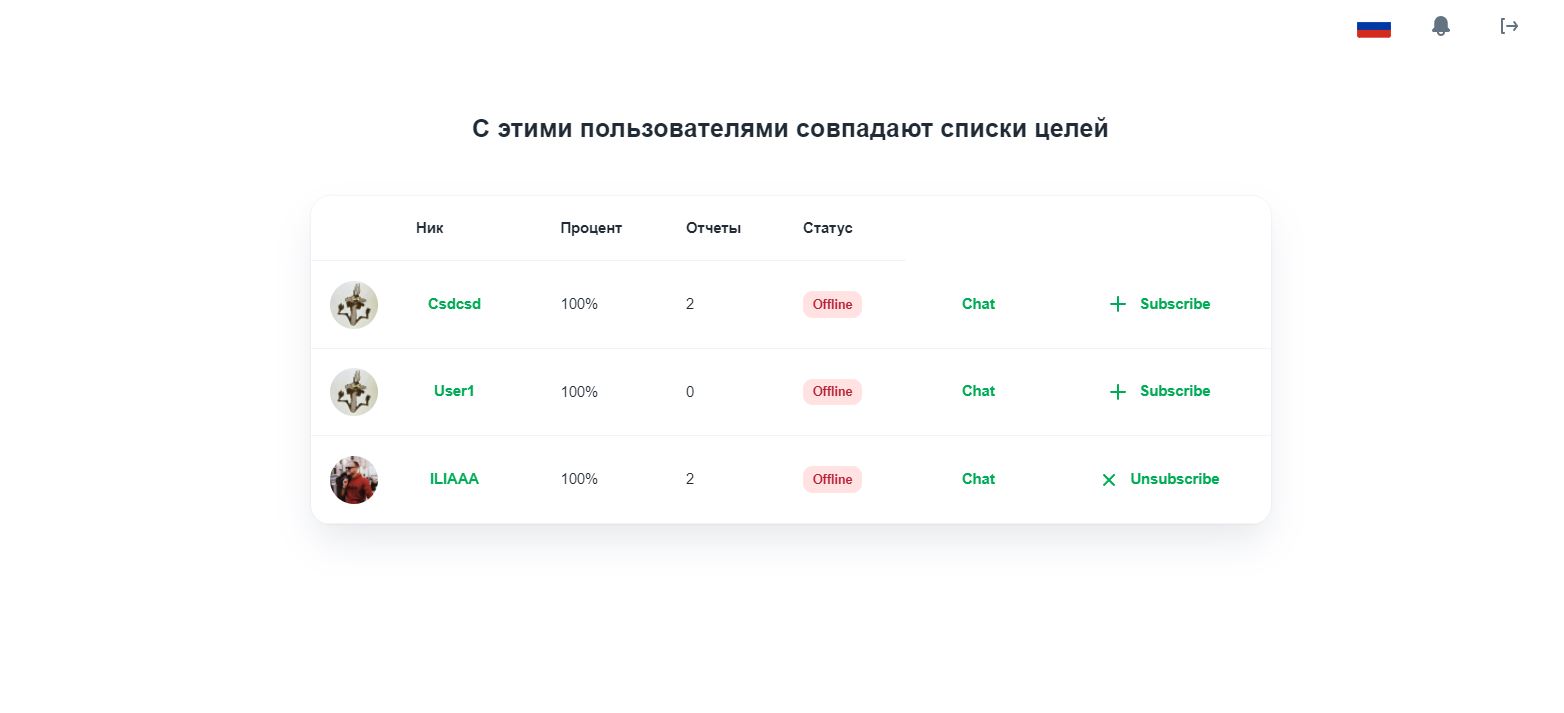 С этими пользователями совпадают списки целей
Ник Процент Отчеты Статус
Csdcsd 100% 2 Offline Chat Subscribe
User1 100% 0 Offline Chat Subscribe
ILIAAA 100% 2 Offline Chat Unsubscribe